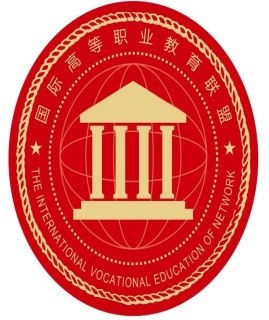 国际高等职业教育联盟
THE INTERNATIONAL VOCATIONAL EDUCATION OF NETWORK